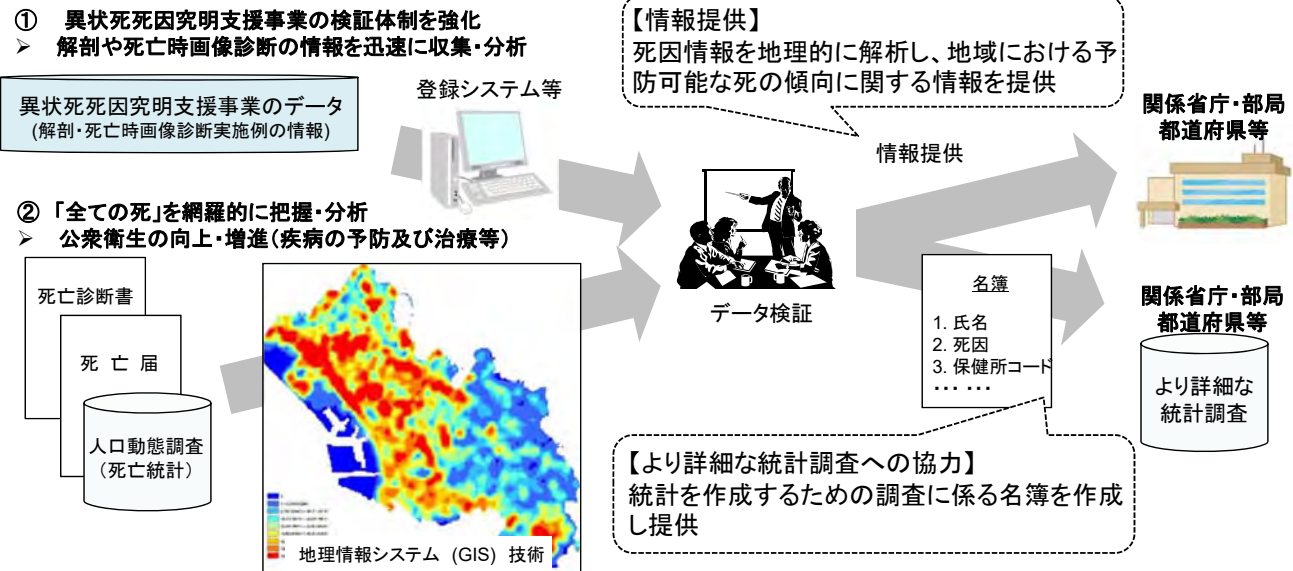 ① 異状死死因究明支援事業の検証体制を強化
➢ 解剖や死亡時画像診断の情報を迅速に収集・分析
異状死死因究明支援事業のデータ
(解剖・死亡時画像診断実施例の情報)
登録システム等
【情報提供】
死因情報を地理的に解析し、地域における予
防可能な死の傾向に関する情報を提供
情報提供
関係省庁・部局
都道府県等
② 「全ての死」を網羅的に把握・分析
➢ 公衆衛生の向上・増進(疾病の予防及び治療等)
死亡診断書
死 亡 届
人口動態調査
(死亡統計)
地理情報システム (GIS) 技術
データ検証
名簿
1. 氏名
2. 死因
3. 保健所コード
・・・ ・・・
関係省庁・部局
都道府県等
より詳細な
統計調査
【より詳細な統計調査への協力】
統計を作成するための調査に係る名簿を作成
し提供